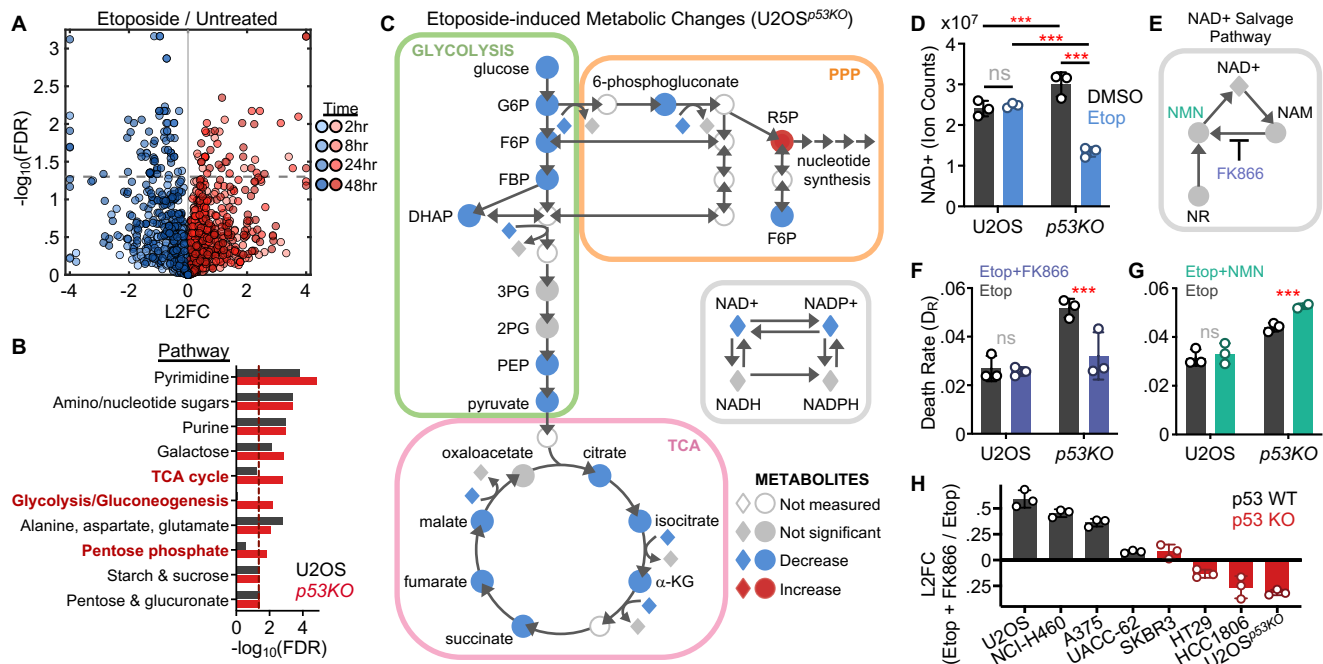 A
Etoposide / Untreated
3
2.5
2
1.5
1
.5
0
-log10(FDR)
-4
-2
0
2
4
L2FC
Time
2hr
8hr
24hr
48hr
B
Pathway
Pyrimidine
Amino/nucleotide sugars
Purine
Galactose
TCA cycle
Glycolysis/Gluconeogenesis
Alanine, aspartate, glutamate
Pentose phosphate
Starch & sucrose
Pentose & glucuronate
U2OS
p53KO
0
2
4
-log10(FDR)
C
Etoposide-induced Metabolic Changes (U2OSp53KO)
GLYCOLYSIS
glucose
G6P
F6P
FBP
DHAP
3PG
2PG
PEP
pyruvate
PPP
6-phosphogluconate
R5P
nucleotide
synthesis
F6P
NAD+
NADP+
NADH
NADPH
TCA
oxaloacetate
citrate
isocitrate
α-KG
succinate
fumarate
malate
METABOLITES
Not measured
Not significant
Decrease
Increase
D
x10⁷
***
***
***
ns
4
3
2
1
0
NAD+ (Ion Counts)
DMSO
Etop
U2OS
p53KO
E
NAD+ Salvage
Pathway
NAD+
NMN
NAM
FK866
NR
F
Etop+FK866
Etop
.06
.04
.02
0
Death Rate (DR)
ns
***
U2OS
p53KO
G
Etop+NMN
Etop
.06
.04
.02
0
ns
***
U2OS
p53KO
H
p53 WT
p53 KO
.5
0
.25
L2FC
(Etop + FK866 / Etop)
U2OS
NCI-H460
A375
UACC-62
SKBR3
HT29
HCC1806
U2OSp53KO